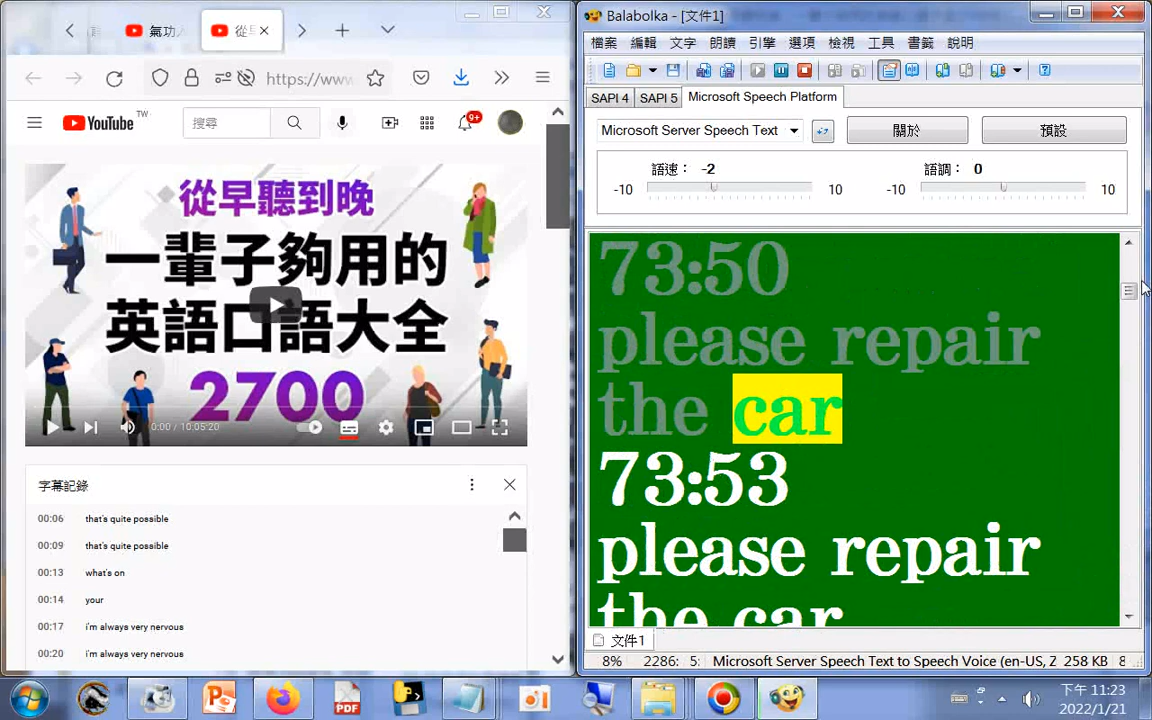 氣功
從
https://www
YouTube TW
搜尋
9+
從早聽到晚
一輩子夠用的
英語口語大全
2700
0:00 / 10:05:20
字幕記錄
00:06 that's quite possible
00:09 that's quite possible
00:13 what's on
00:14 your
00:17 i'm always very nervous
00:20 i'm always very nervous
Balabolka - [文件1]
檔案 編輯 文字 朗讀 引擎 選項 檢視 工具 書籤 說明
SAPI 4 SAPI 5 Microsoft Speech Platform
Microsoft Server Speech Text 關於 預設
語速： -2 語調： 0
-10 10 -10 10
73:50
please repair
the car
73:53
please repair
the car
文件1
8% 2286: 5: Microsoft Server Speech Text to Speech Voice (en-US, Z 258 KB 8
PDF
下午 11:23
2022/1/21